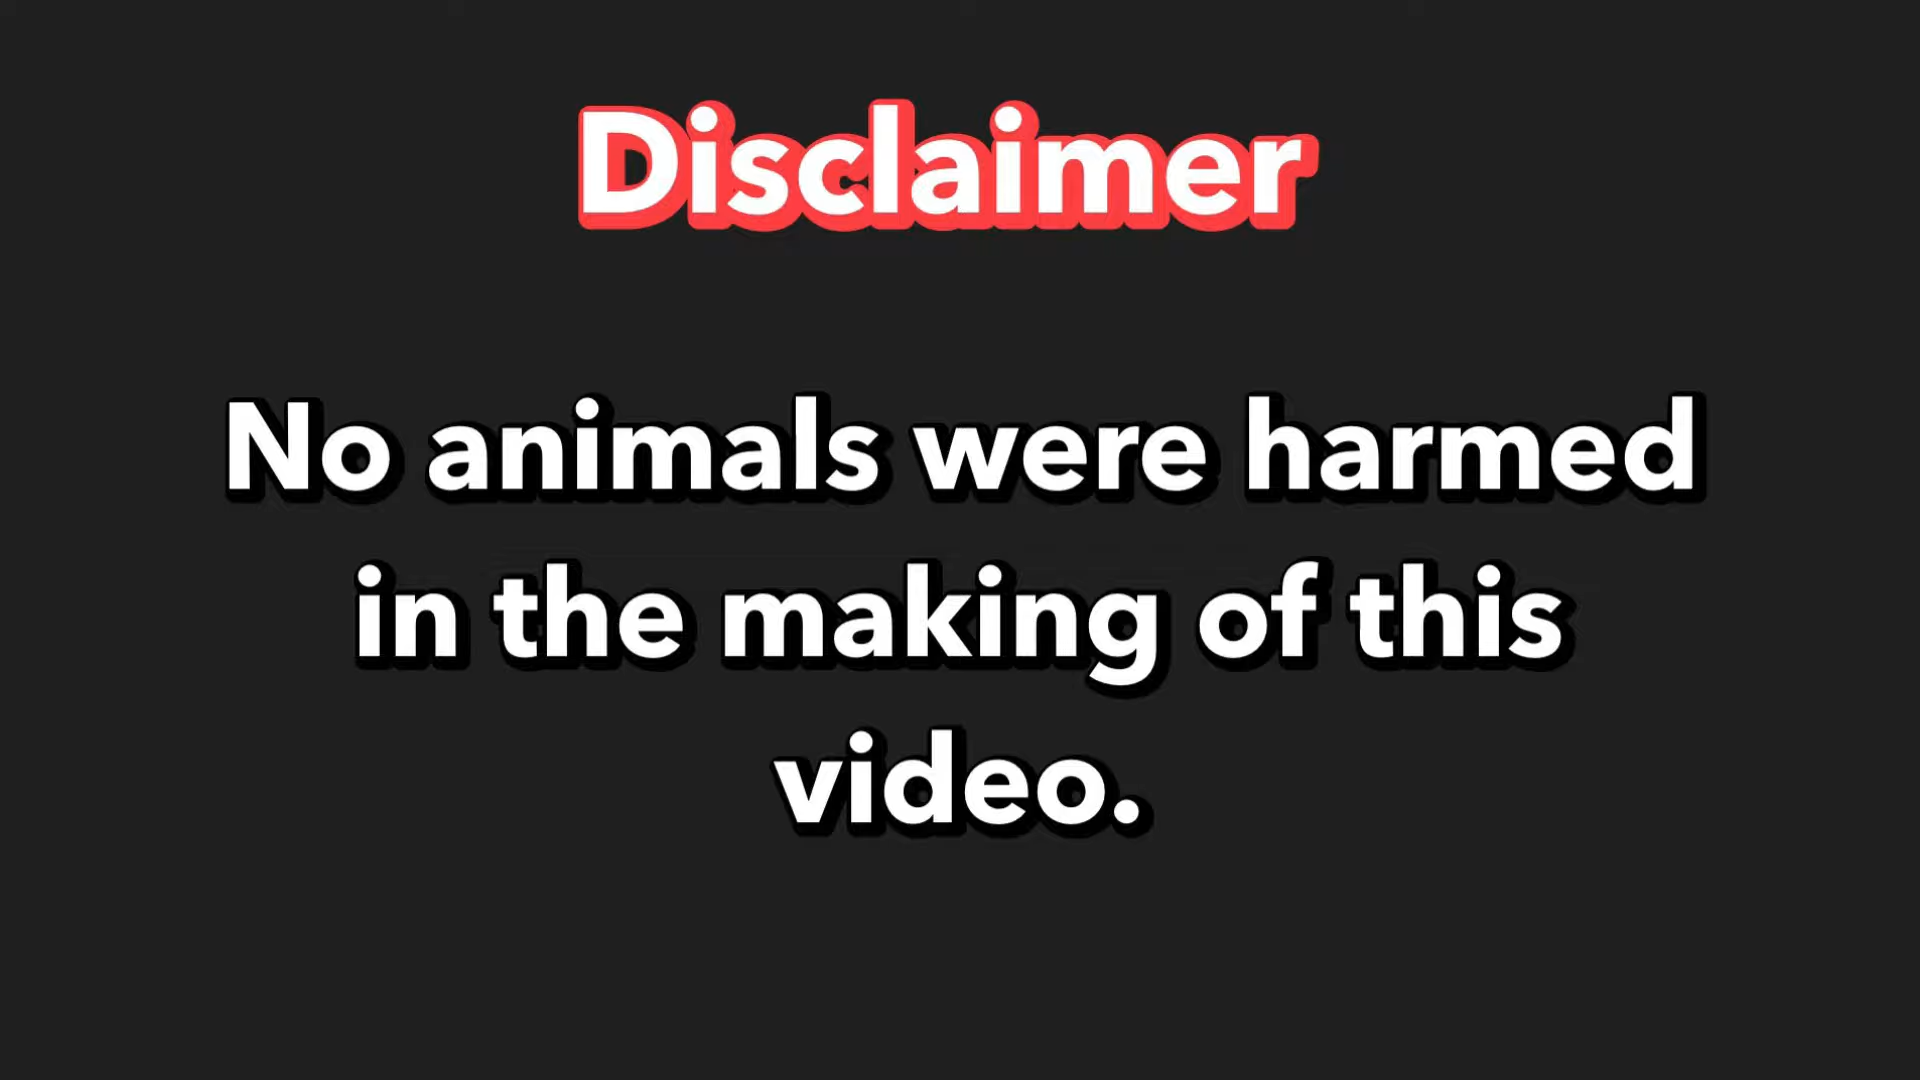 Disclaimer
No animals were harmed
in the making of this
video.